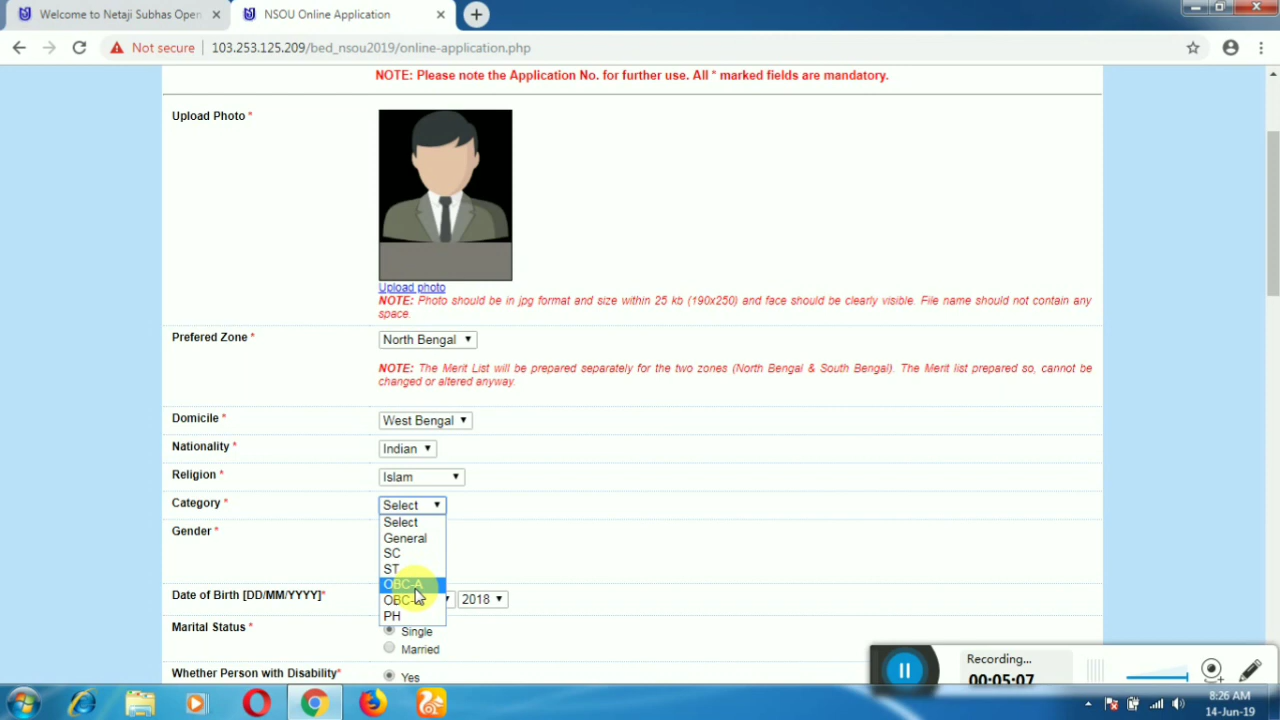 Welcome to Netaji Subhas Open
NSOU Online Application
Not secure
103.253.125.209/bed_nsou2019/online-application.php
NOTE: Please note the Application No. for further use. All * marked fields are mandatory.
Upload Photo *
Upload photo
NOTE: Photo should be in jpg format and size within 25 kb (190x250) and face should be clearly visible. File name should not contain any
space.
Prefered Zone *
North Bengal
NOTE: The Merit List will be prepared separately for the two zones (North Bengal & South Bengal). The Merit list prepared so, cannot be
changed or altered anyway.
Domicile *
West Bengal
Nationality *
Indian
Religion *
Islam
Category *
Select
Select
General
SC
ST
OBC-A
PH
Gender *
Date of Birth [DD/MM/YYYY]*
2018
Marital Status *
Single
Married
Whether Person with Disability*
Yes
Recording...
00:05:07
8:26 AM
14-Jun-19